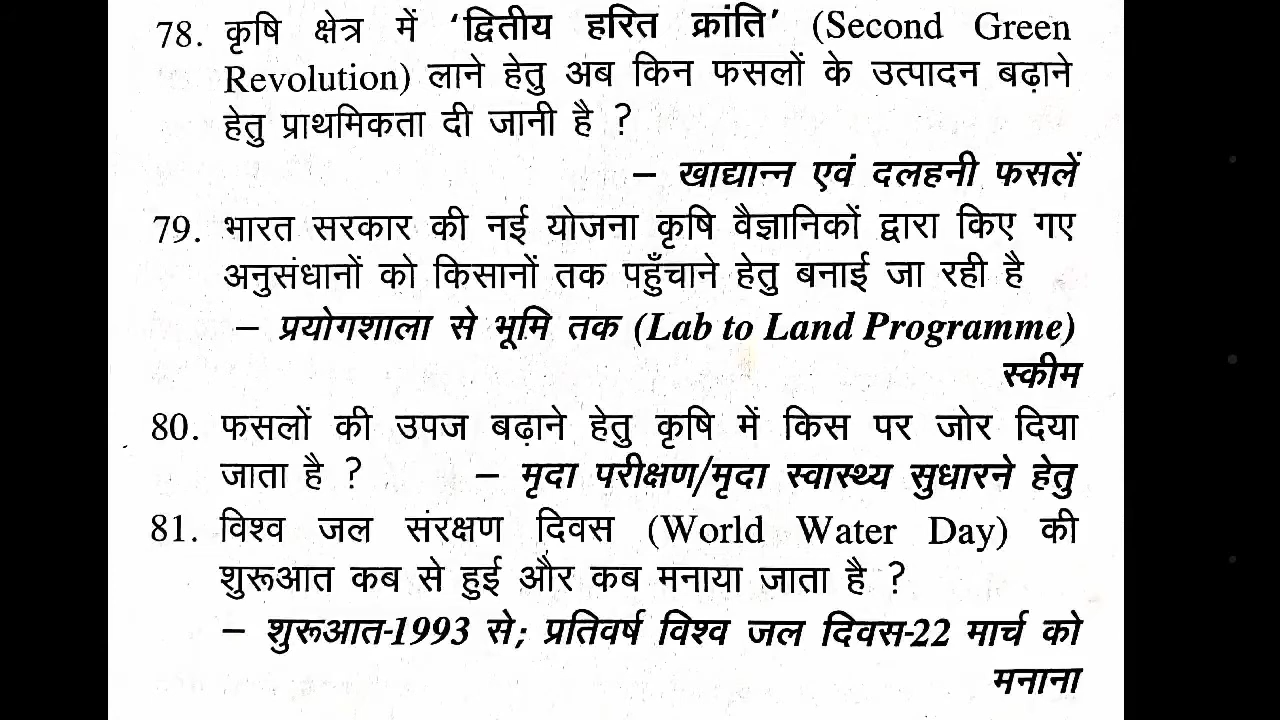 78. कृषि क्षेत्र में ‘द्वितीय हरित क्रांति’ (Second Green
Revolution) लाने हेतु अब किन फसलों के उत्पादन बढ़ाने
हेतु प्राथमिकता दी जानी है ?
– खाद्यान्न एवं दलहनी फसलें
79. भारत सरकार की नई योजना कृषि वैज्ञानिकों द्वारा किए गए
अनुसंधानों को किसानों तक पहुँचाने हेतु बनाई जा रही है
– प्रयोगशाला से भूमि तक (Lab to Land Programme)
स्कीम
80. फसलों की उपज बढ़ाने हेतु कृषि में किस पर जोर दिया
जाता है ? – मृदा परीक्षण/मृदा स्वास्थ्य सुधारने हेतु
81. विश्व जल संरक्षण दिवस (World Water Day) की
शुरूआत कब से हुई और कब मनाया जाता है ?
– शुरूआत-1993 से; प्रतिवर्ष विश्व जल दिवस-22 मार्च को
मनाना